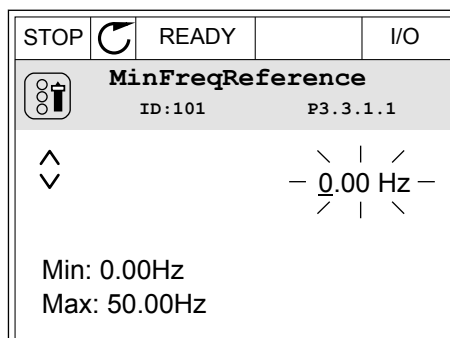 STOP READY I/O
MinFreqReference
ID:101 P3.3.1.1
0.00 Hz
Min: 0.00Hz
Max: 50.00Hz